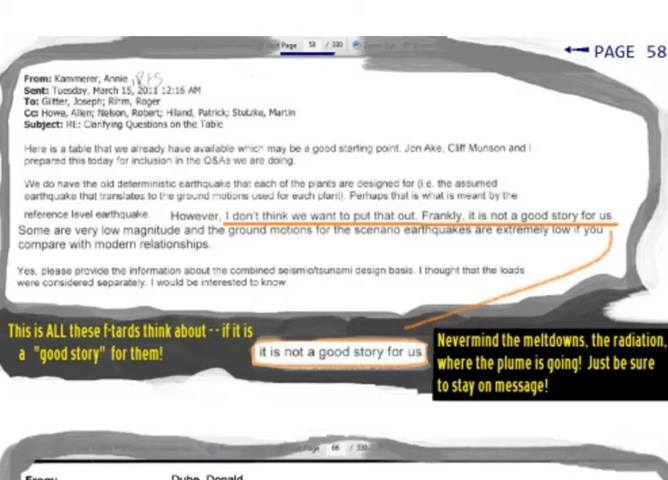 Page 58 / 330
PAGE 58
From: Kammerer, Annie RES
Sent: Tuesday, March 15, 2011 12:16 AM
To: Giitter, Joseph; Rihm, Roger
Cc: Howe, Allen; Nelson, Robert; Hiland, Patrick; Stutzke, Martin
Subject: RE: Clarifying Questions on the Table
Here is a table that we already have available which may be a good starting point. Jon Ake, Cliff Munson and I
prepared this today for inclusion in the Q&As we are doing.
We do have the old deterministic earthquake that each of the plants are designed for (i.e. the assumed
earthquake that translates to the ground motions used for each plant). Perhaps that is what is meant by the
reference level earthquake. However, I don't think we want to put that out. Frankly, it is not a good story for us.
Some are very low magnitude and the ground motions for the scenario earthquakes are extremely low if you
compare with modern relationships.
Yes, please provide the information about the combined seismic/tsunami design basis. I thought that the loads
were considered separately. I would be interested to know.
This is ALL these f-tards think about -- if it is
a "good story" for them!
it is not a good story for us
Nevermind the meltdowns, the radiation,
where the plume is going! Just be sure
to stay on message!
Page 66 / 330
From: Dube, Donald